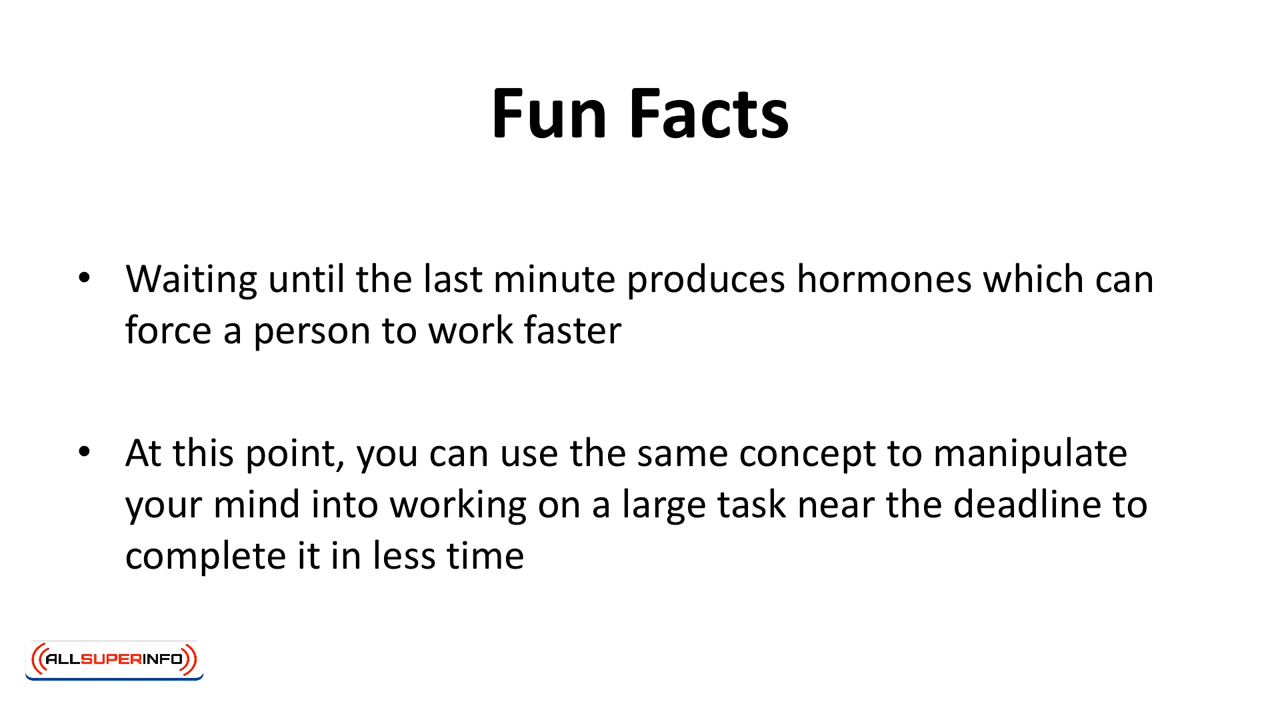 Fun Facts
• Waiting until the last minute produces hormones which can
force a person to work faster
• At this point, you can use the same concept to manipulate
your mind into working on a large task near the deadline to
complete it in less time
ALLSUPERINFO